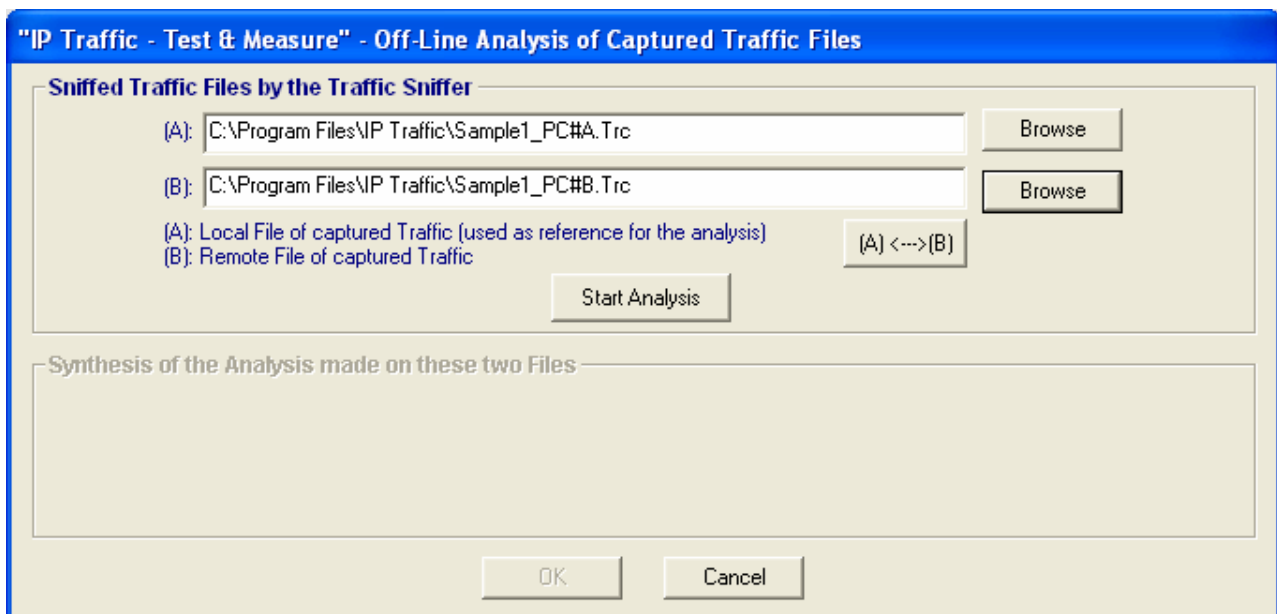 "IP Traffic - Test & Measure" - Off-Line Analysis of Captured Traffic Files
Sniffed Traffic Files by the Traffic Sniffer
(A): C:\Program Files\IP Traffic\Sample1_PC#A.Trc Browse
(B): C:\Program Files\IP Traffic\Sample1_PC#B.Trc Browse
(A): Local File of captured Traffic (used as reference for the analysis)
(B): Remote File of captured Traffic
(A) <--->(B)
Start Analysis
Synthesis of the Analysis made on these two Files
OK Cancel